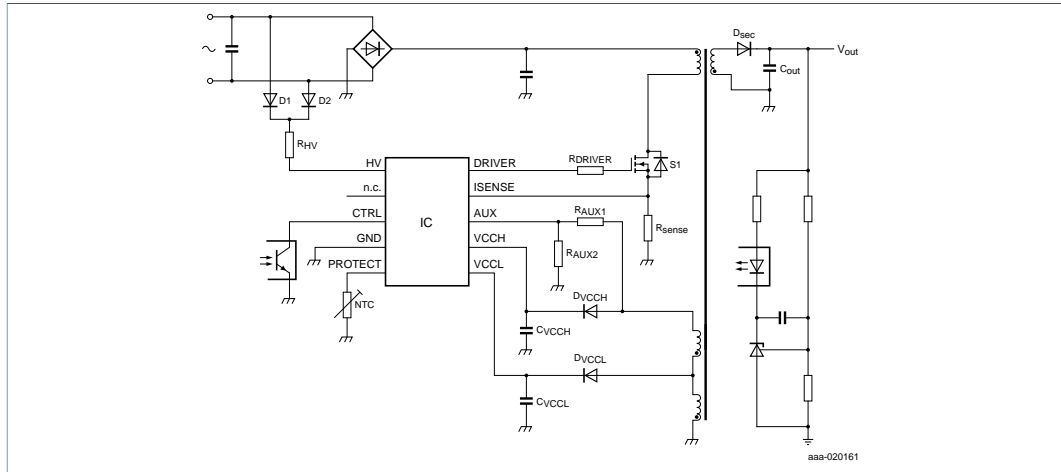 Dsec
Vout
Cout
D1
D2
RHV
HV
n.c.
CTRL
GND
PROTECT
IC
DRIVER
ISENSE
AUX
VCCH
VCCL
RDRIVER
S1
RAUX1
Rsense
RAUX2
NTC
DVCCH
CVCCH
DVCCL
CVCCL
aaa-020161